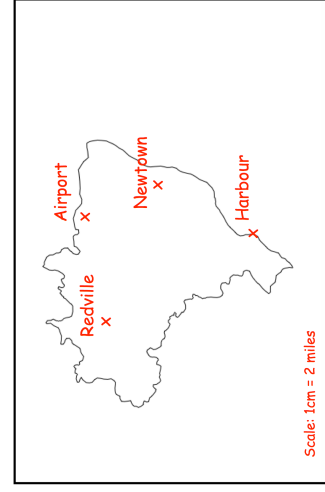 Redville
x
Airport
x
Newtown
x
Harbour
x
Scale: 1cm = 2 miles